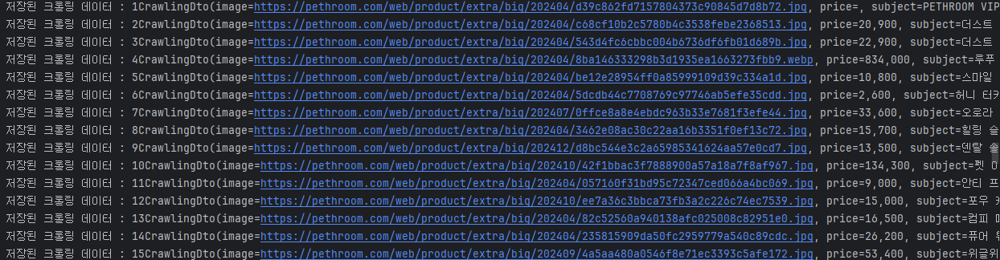 저장된 크롤링 데이터 : 1CrawlingDto(image=https://pethroom.com/web/product/extra/big/202404/d39c862fd7157804373c90845d7d8b72.jpg, price=, subject=PETHROOM VIP
저장된 크롤링 데이터 : 2CrawlingDto(image=https://pethroom.com/web/product/extra/big/202404/c68cf10b2c5780b4c3538febe2368513.jpg, price=20,900, subject=더스트
저장된 크롤링 데이터 : 3CrawlingDto(image=https://pethroom.com/web/product/extra/big/202404/543d4fc6cbbc004b6736df6fb01d689b.jpg, price=22,900, subject=더스트
저장된 크롤링 데이터 : 4CrawlingDto(image=https://pethroom.com/web/product/extra/big/202404/8ba146333298b3d1935ea1663273fbb9.webp, price=834,000, subject=루푸
저장된 크롤링 데이터 : 5CrawlingDto(image=https://pethroom.com/web/product/extra/big/202404/be12e28954ff0a85999109d39c334a1d.jpg, price=10,800, subject=스마일
저장된 크롤링 데이터 : 6CrawlingDto(image=https://pethroom.com/web/product/extra/big/202404/5dcdb44c7708769c97746ab5efe35cdd.jpg, price=2,600, subject=허니 터키
저장된 크롤링 데이터 : 7CrawlingDto(image=https://pethroom.com/web/product/extra/big/202407/0ffce8a8e4ebdc963b33e7681f3efe44.jpg, price=33,600, subject=오로라
저장된 크롤링 데이터 : 8CrawlingDto(image=https://pethroom.com/web/product/extra/big/202404/3462e08ac30c22aa16b3351f0ef13c72.jpg, price=15,700, subject=힐링 슬
저장된 크롤링 데이터 : 9CrawlingDto(image=https://pethroom.com/web/product/extra/big/202412/d8bc544e3c2a65985341624aa57e0cd7.jpg, price=13,500, subject=덴탈
저장된 크롤링 데이터 : 10CrawlingDto(image=https://pethroom.com/web/product/extra/big/202410/42f1bbac3f7888900a57a18a7f8af967.jpg, price=134,300, subject=펫
저장된 크롤링 데이터 : 11CrawlingDto(image=https://pethroom.com/web/product/extra/big/202404/057160f31bd95c72347ced066a4bc069.jpg, price=9,000, subject=안티 프
저장된 크롤링 데이터 : 12CrawlingDto(image=https://pethroom.com/web/product/extra/big/202410/ee7a36c3bbca73fb3a2c226c74ec7539.jpg, price=15,000, subject=포우
저장된 크롤링 데이터 : 13CrawlingDto(image=https://pethroom.com/web/product/extra/big/202404/82c52560a940138afc025008c82951e0.jpg, price=16,500, subject=컴피
저장된 크롤링 데이터 : 14CrawlingDto(image=https://pethroom.com/web/product/extra/big/202404/235815909da50fc2959779a540c89cdc.jpg, price=26,200, subject=퓨어
저장된 크롤링 데이터 : 15CrawlingDto(image=https://pethroom.com/web/product/extra/big/202409/4a5aa480a0546f8e71ec3393c5afe172.jpg, price=53,400, subject=위글위